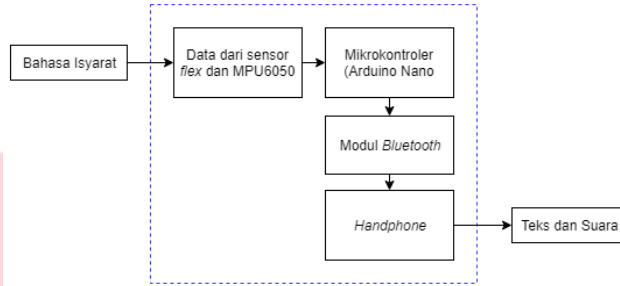 Bahasa Isyarat
Data dari sensor
flex dan MPU6050
Mikrokontroler
(Arduino Nano
Modul Bluetooth
Handphone
Teks dan Suara